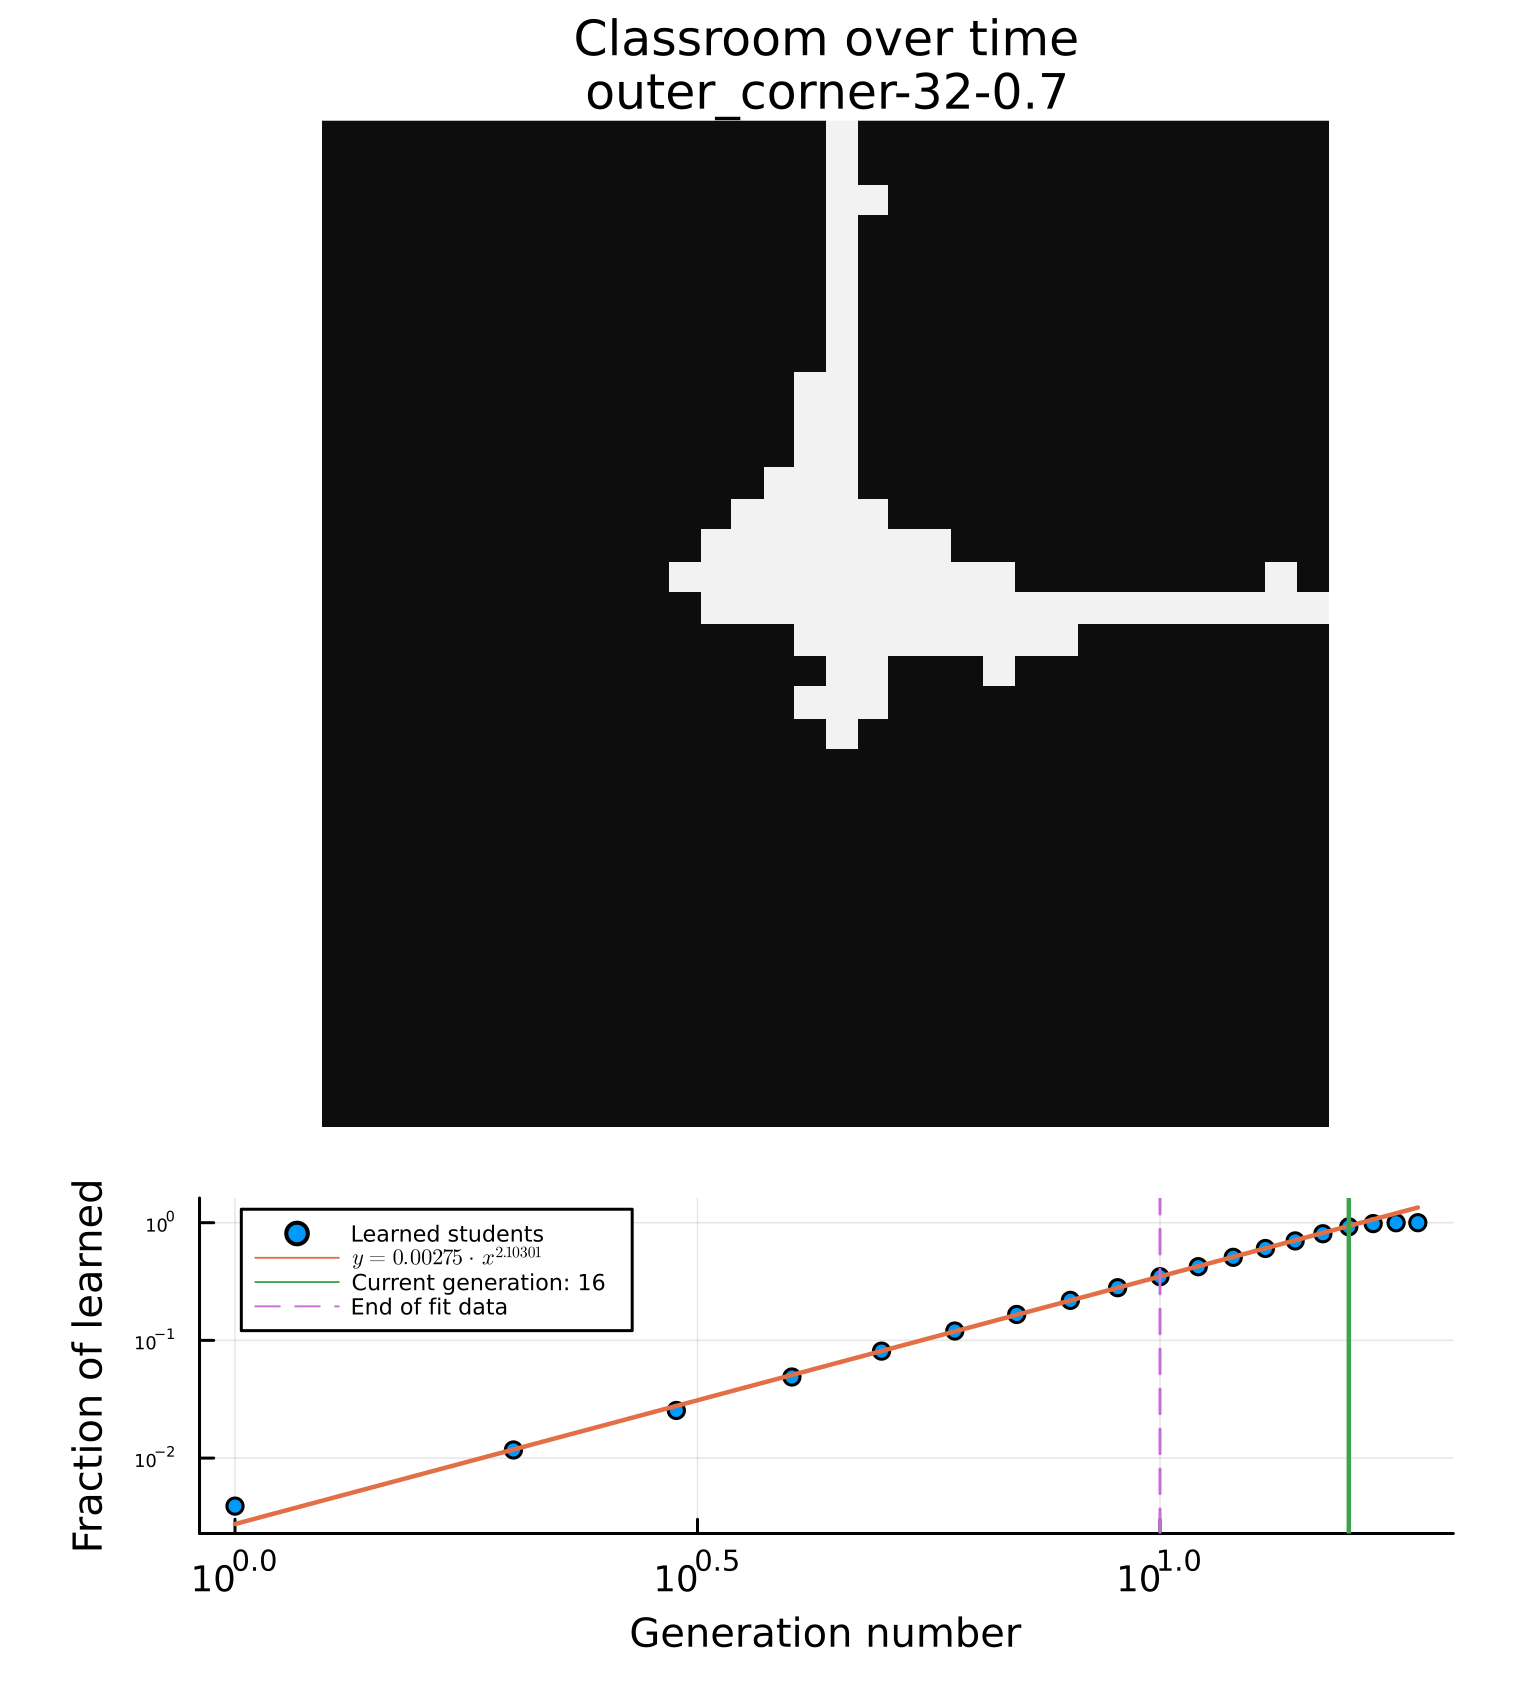 Classroom over time
outer_corner-32-0.7
Fraction of learned
10^0
10^−1
10^−2
Learned students
y = 0.00275 · x^2.10301
Current generation: 16
End of fit data
10^0.0 10^0.5 10^1.0
Generation number